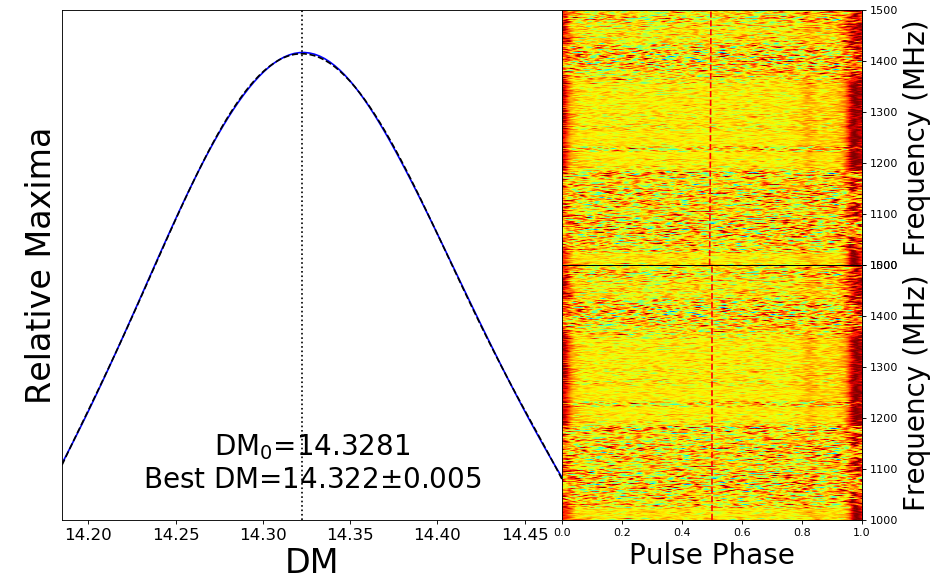 Relative Maxima
DM₀=14.3281
Best DM=14.322±0.005
14.20 14.25 14.30 14.35 14.40 14.45
DM
1500
1400
1300
1200
1100
Frequency (MHz)
1400
1300
1200
1100
1000
Frequency (MHz)
0.0 0.2 0.4 0.6 0.8 1.0
Pulse Phase